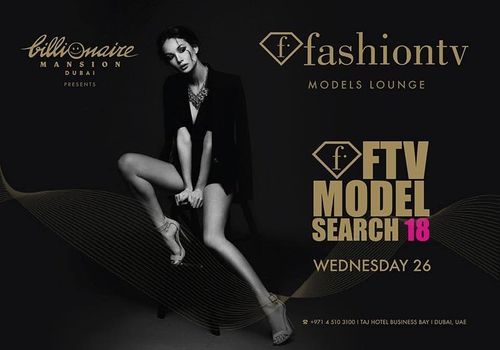 billionaire
MANSION
DUBAI
PRESENTS
f fashiontv
MODELS LOUNGE
f FTV
MODEL
SEARCH 18
WEDNESDAY 26
+971 4 510 3100 I TAJ HOTEL BUSINESS BAY I DUBAI, UAE